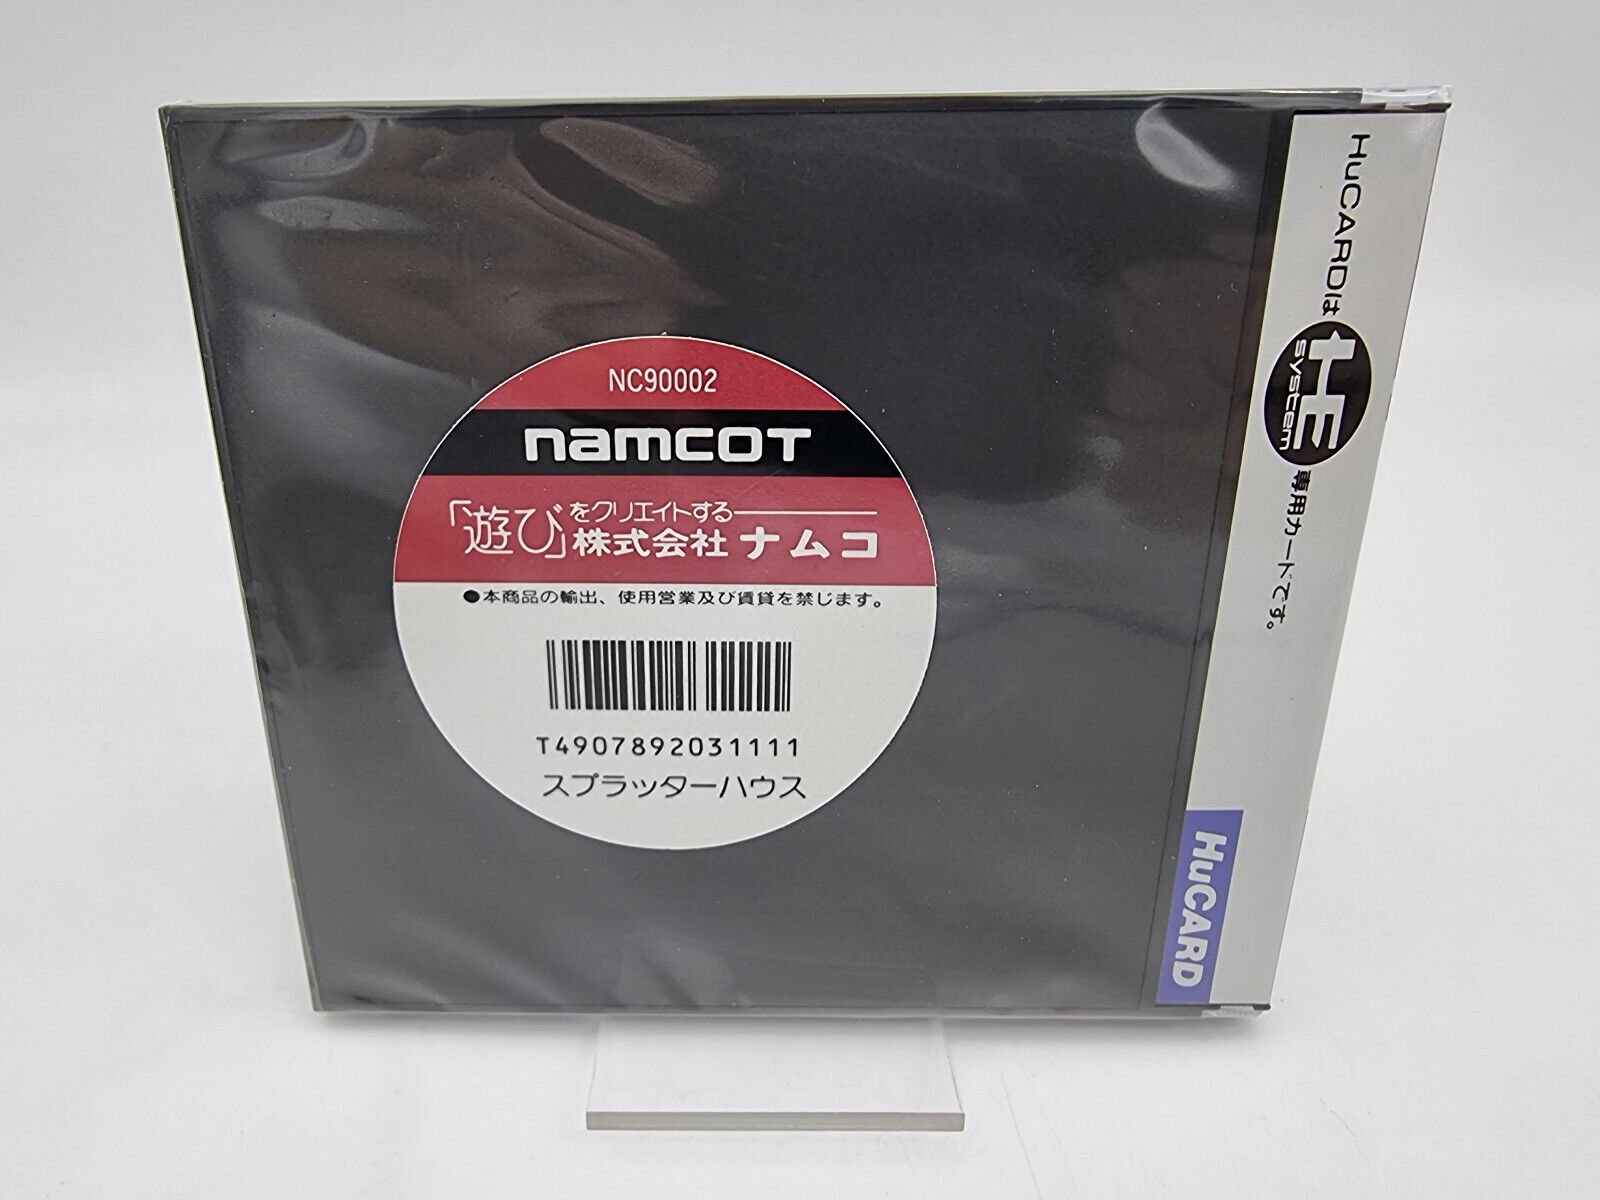 NC90002
namcot
「遊び」をクリエイトする──
株式会社ナムコ
●本商品の輸出、使用営業及び賃貸を禁じます。
T4907892031111
スプラッターハウス
HuCARDは HE system 専用カードです。
HuCARD